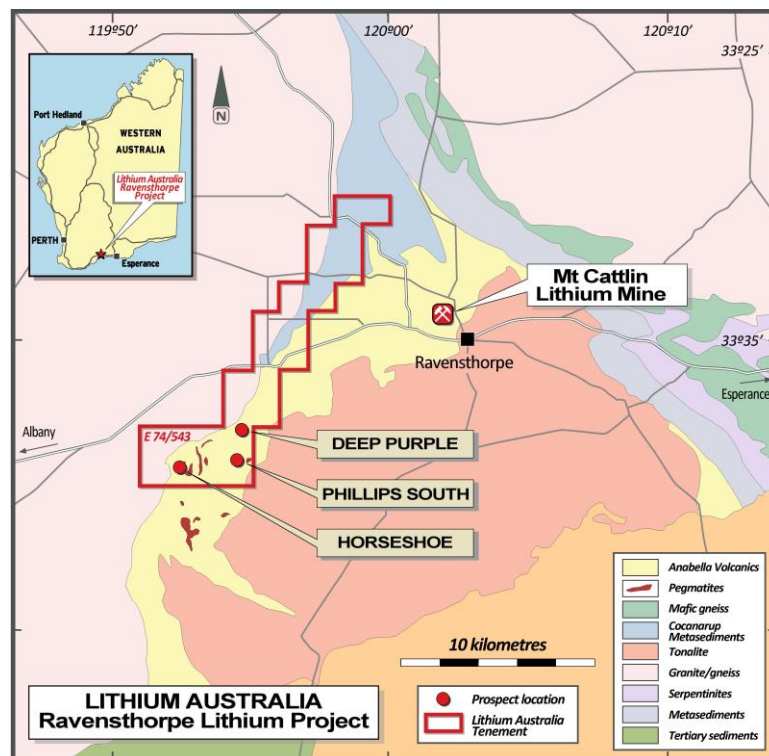 119º50'
120º00'
120º10'
33º25'
Port Hedland
WESTERN
AUSTRALIA
Lithium Australia
Ravensthorpe
Project
PERTH
Esperance
N
Mt Cattlin
Lithium Mine
33º35'
Ravensthorpe
Esperance
Albany
E 74/543
DEEP PURPLE
PHILLIPS SOUTH
HORSESHOE
10 kilometres
LITHIUM AUSTRALIA
Ravensthorpe Lithium Project
Prospect location
Lithium Australia
Tenement
Anabella Volcanics
Pegmatites
Mafic gneiss
Cocanarup
Metasediments
Tonalite
Granite/gneiss
Serpentinites
Metasediments
Tertiary sediments